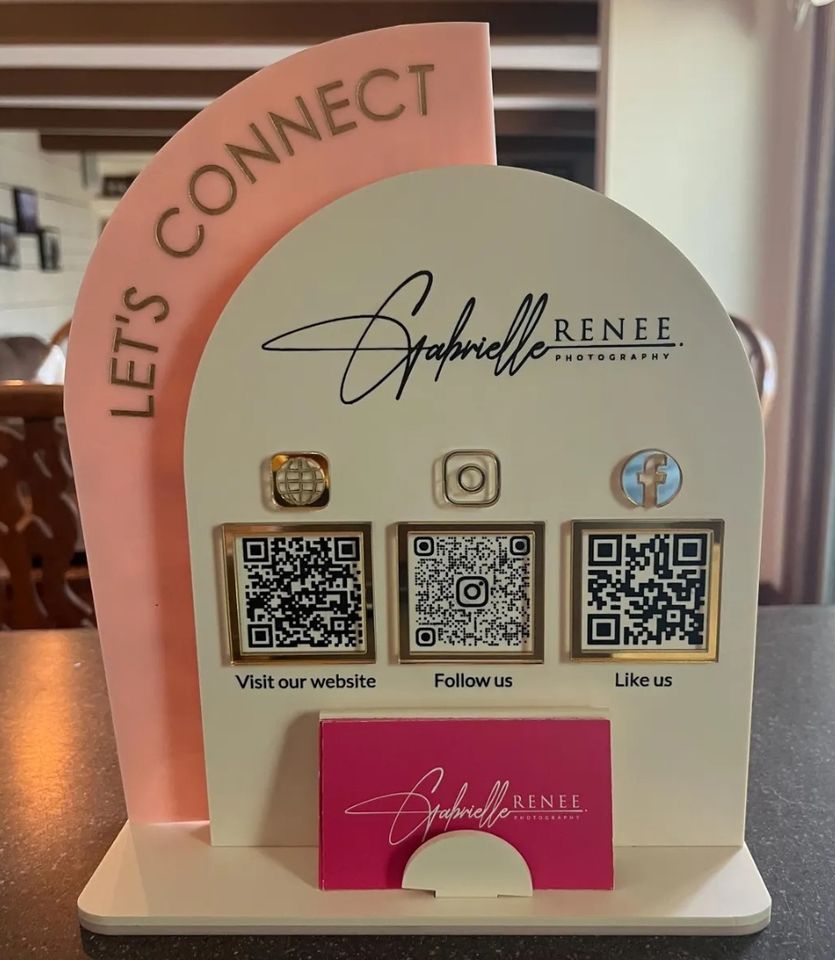 LET'S CONNECT
Gabrielle RENEE
PHOTOGRAPHY
Visit our website
Follow us
Like us
Gabrielle RENEE
PHOTOGRAPHY